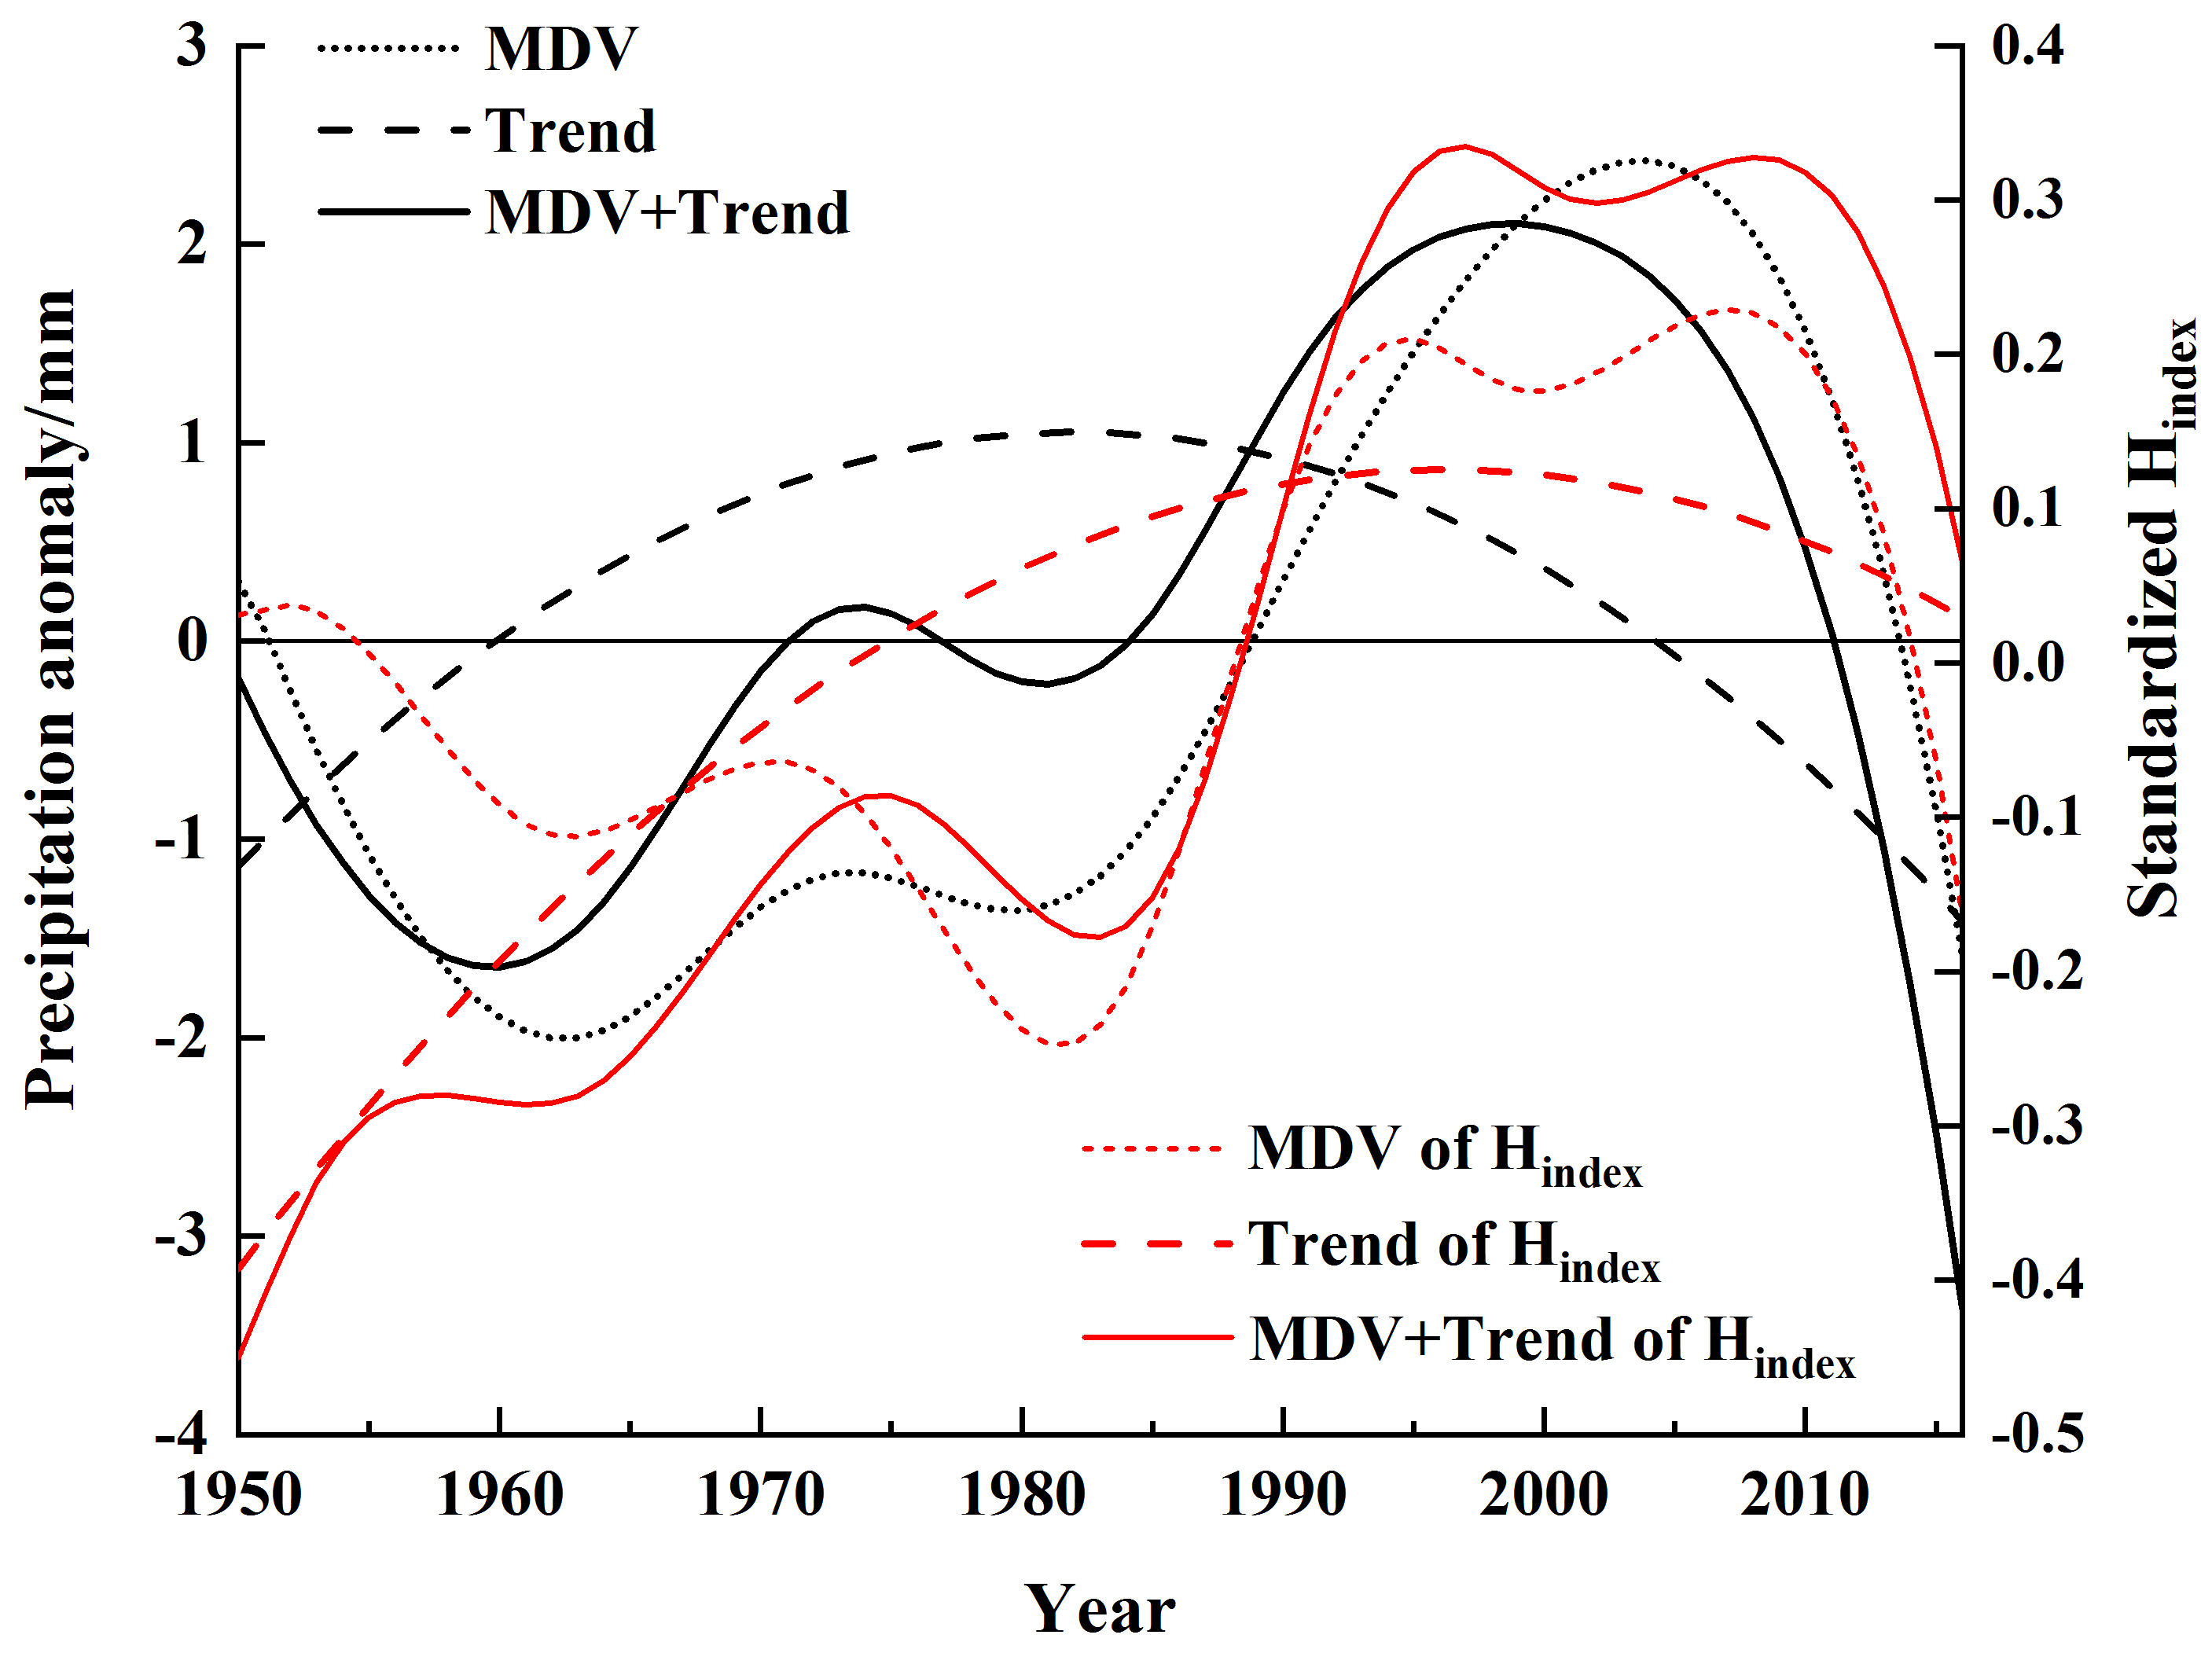 MDV
Trend
MDV+Trend
3
2
1
0
-1
-2
-3
-4
Precipitation anomaly/mm
0.4
0.3
0.2
0.1
0.0
-0.1
-0.2
-0.3
-0.4
-0.5
Standardized Hindex
MDV of Hindex
Trend of Hindex
MDV+Trend of Hindex
1950 1960 1970 1980 1990 2000 2010
Year